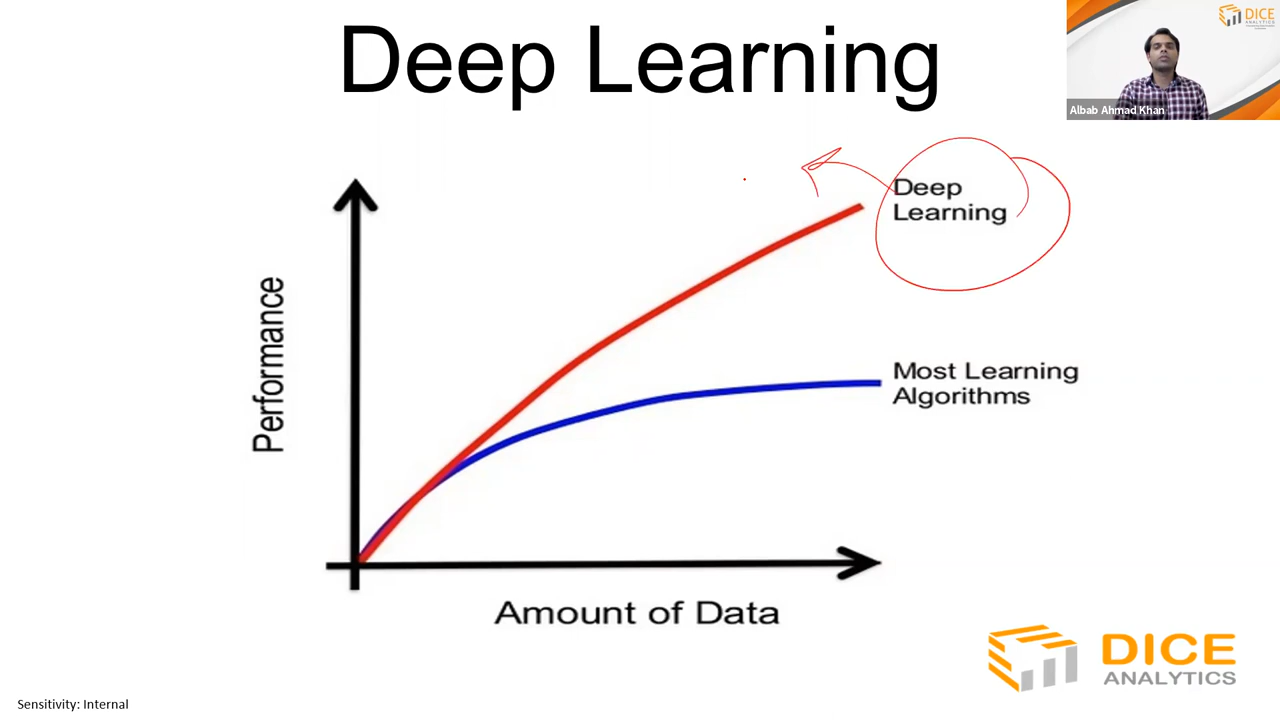 Deep Learning
DICE
ANALYTICS
Albab Ahmad Khan
Deep
Learning
Performance
Most Learning
Algorithms
Amount of Data
DICE
ANALYTICS
Sensitivity: Internal